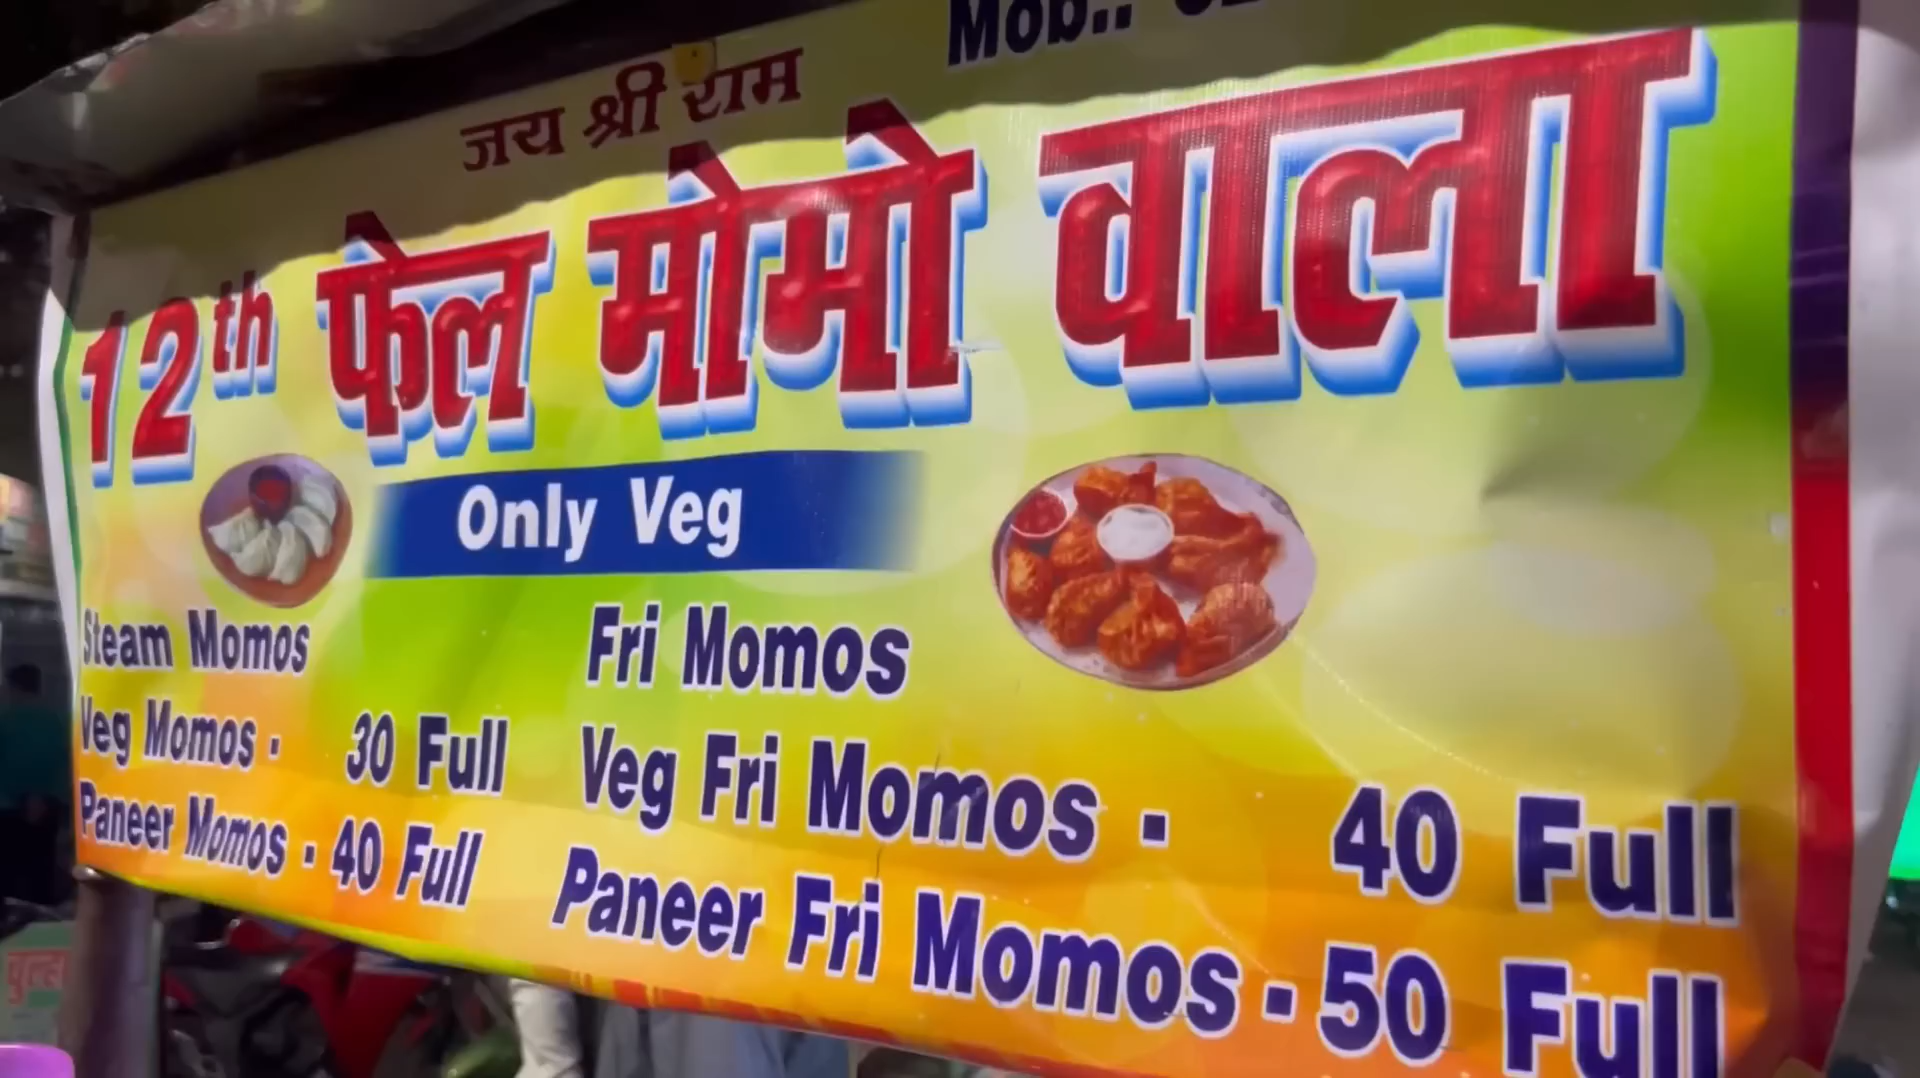 Mob..
जय श्री राम
12th फेल मोमो वाला
Only Veg
Steam Momos
Veg Momos - 30 Full
Paneer Momos - 40 Full
Fri Momos
Veg Fri Momos - 40 Full
Paneer Fri Momos - 50 Full